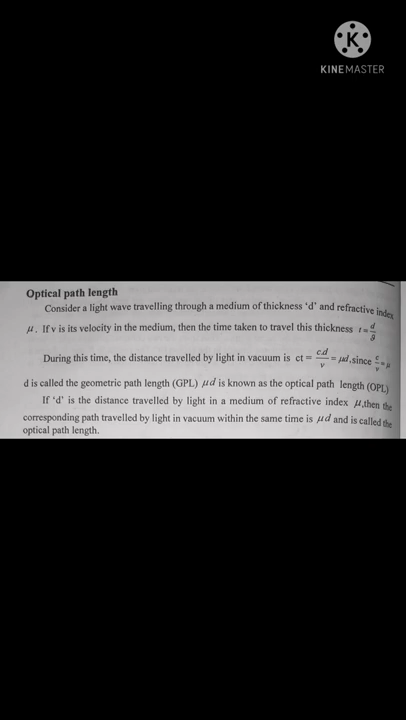 K
KINEMASTER
Optical path length
Consider a light wave travelling through a medium of thickness ‘d’ and refractive index
μ. If v is its velocity in the medium, then the time taken to travel this thickness t = d/ϑ
During this time, the distance travelled by light in vacuum is ct = c.d/v = μd, since c/v = μ
d is called the geometric path length (GPL) μd is known as the optical path length (OPL)
If ‘d’ is the distance travelled by light in a medium of refractive index μ, then the
corresponding path travelled by light in vacuum within the same time is μd and is called the
optical path length.